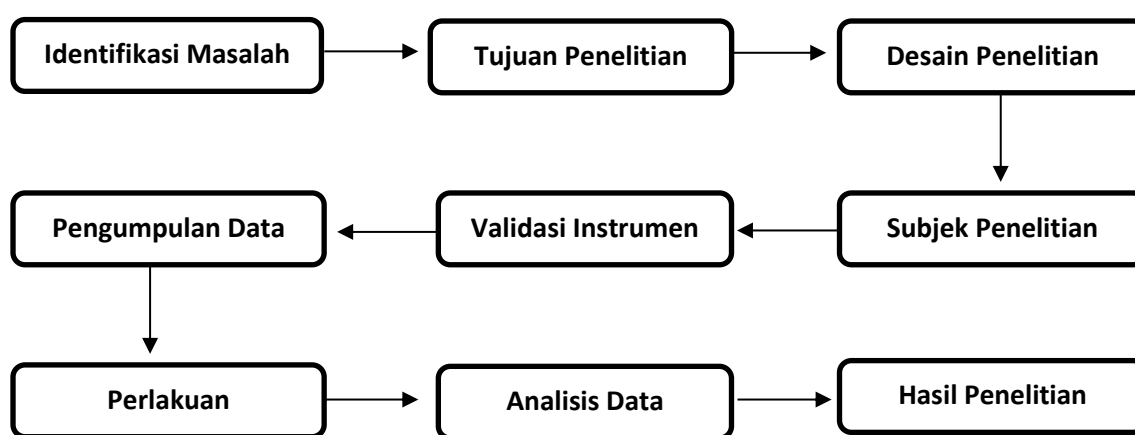 Identifikasi Masalah
Tujuan Penelitian
Desain Penelitian
Subjek Penelitian
Validasi Instrumen
Pengumpulan Data
Perlakuan
Analisis Data
Hasil Penelitian